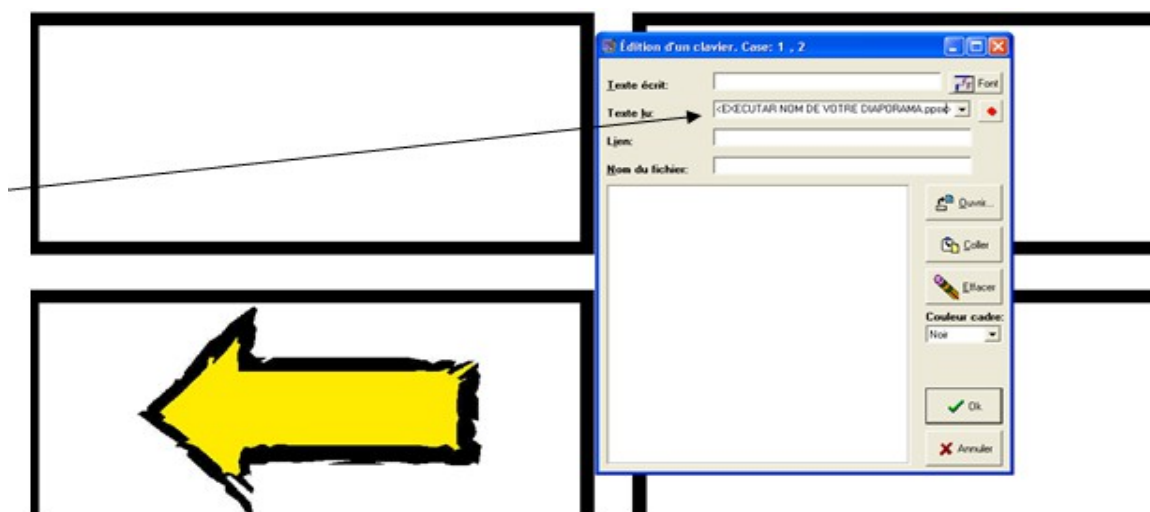 Édition d'un clavier. Case: 1 , 2
Texte écrit:
Font
Texte lu:
<EXECUTAR NOM DE VOTRE DIAPORAMA.pps
Lien:
Nom du fichier:
Ouvrir...
Coller
Effacer
Couleur cadre:
Noir
Ok
Annuler